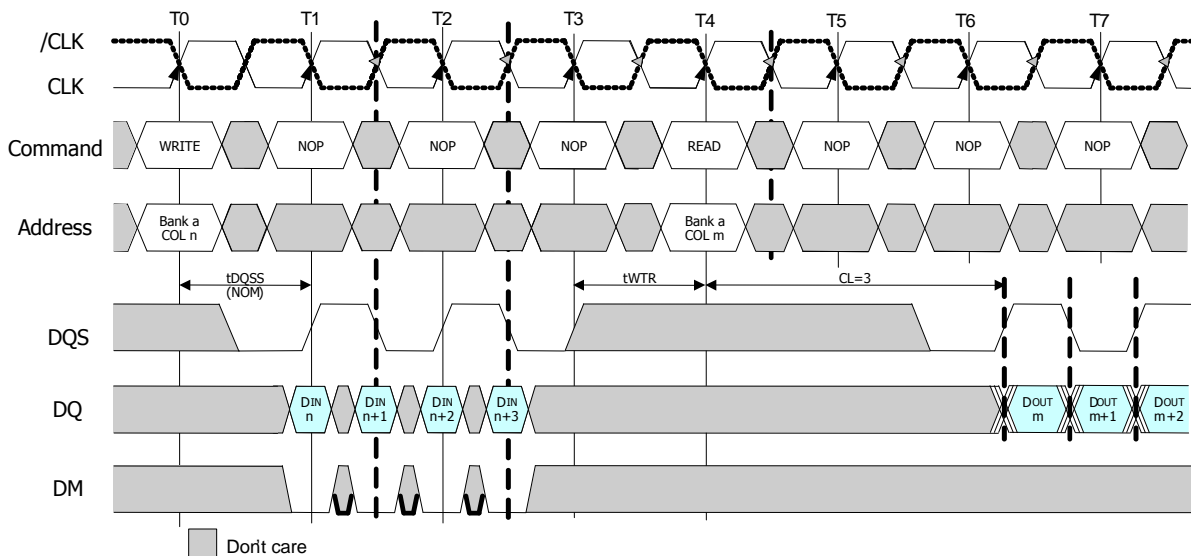 T0 T1 T2 T3 T4 T5 T6 T7
/CLK
CLK
Command WRITE NOP NOP NOP READ NOP NOP NOP
Address Bank a COL n Bank a COL m
tDQSS (NOM) tWTR CL=3
DQS
DQ DIN n DIN n+1 DIN n+2 DIN n+3 DOUT m DOUT m+1 DOUT m+2
DM
Don't care